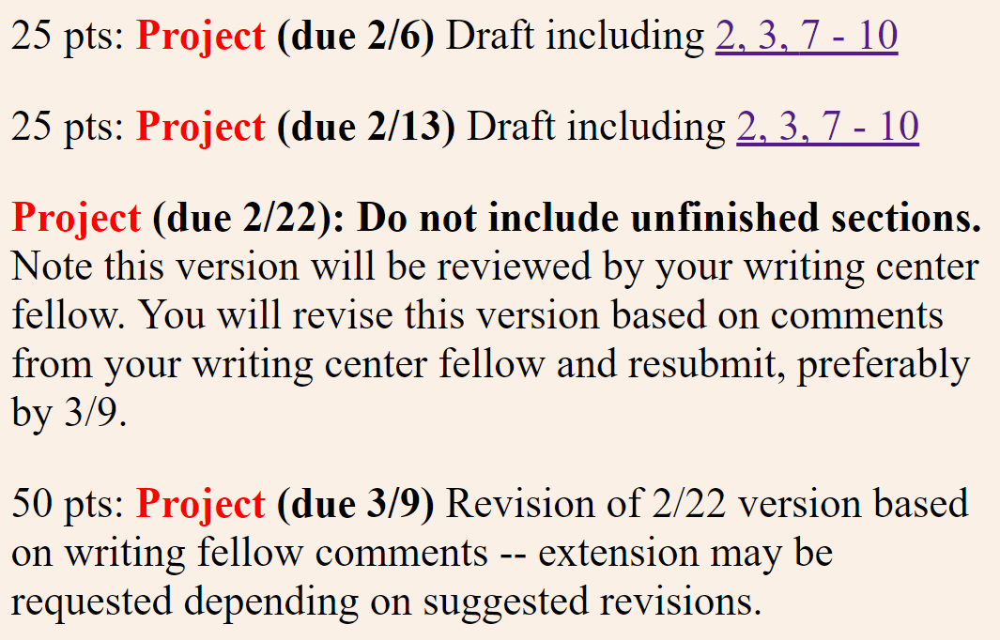 25 pts: Project (due 2/6) Draft including 2, 3, 7 - 10
25 pts: Project (due 2/13) Draft including 2, 3, 7 - 10
Project (due 2/22): Do not include unfinished sections.
Note this version will be reviewed by your writing center
fellow. You will revise this version based on comments
from your writing center fellow and resubmit, preferably
by 3/9.
50 pts: Project (due 3/9) Revision of 2/22 version based
on writing fellow comments -- extension may be
requested depending on suggested revisions.